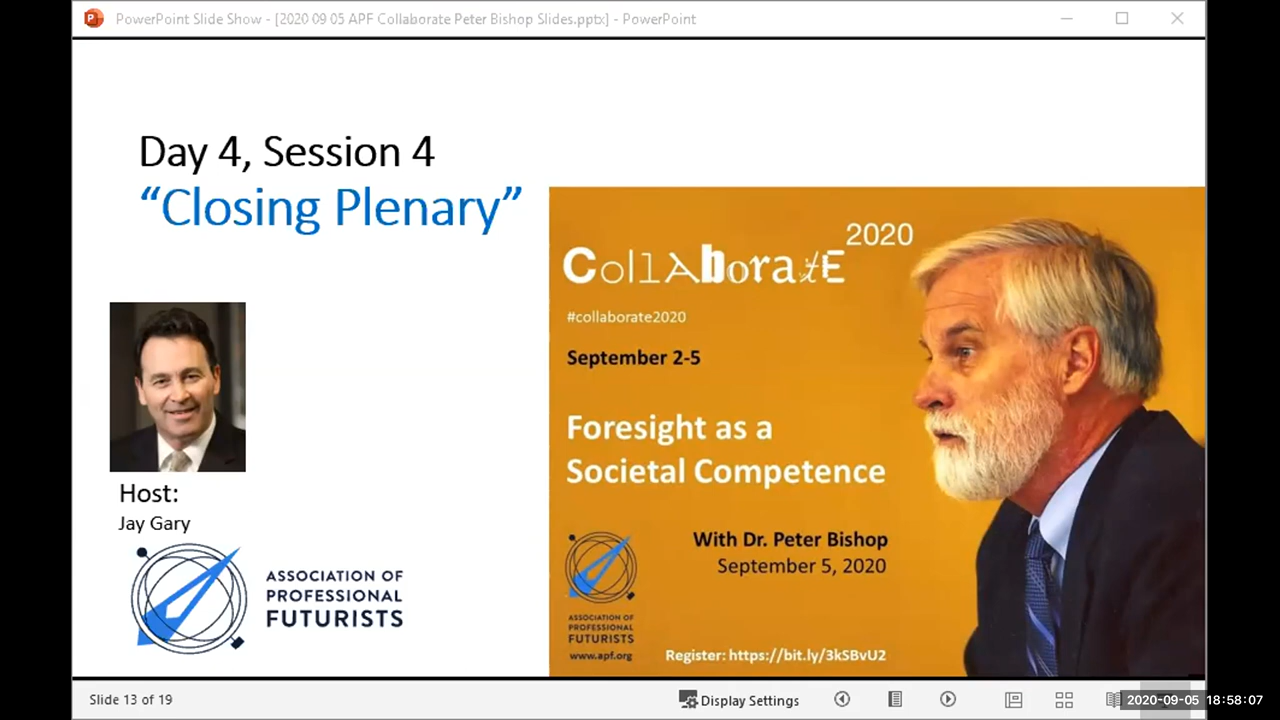 PowerPoint Slide Show - [2020 09 05 APF Collaborate Peter Bishop Slides.pptx] - PowerPoint
Day 4, Session 4
“Closing Plenary”
Host:
Jay Gary
ASSOCIATION OF
PROFESSIONAL
FUTURISTS
CollAboratE 2020
#collaborate2020
September 2-5
Foresight as a
Societal Competence
With Dr. Peter Bishop
September 5, 2020
ASSOCIATION OF
PROFESSIONAL
FUTURISTS
www.apf.org
Register: https://bit.ly/3kSBvU2
Slide 13 of 19
Display Settings
2020-09-05 18:58:07